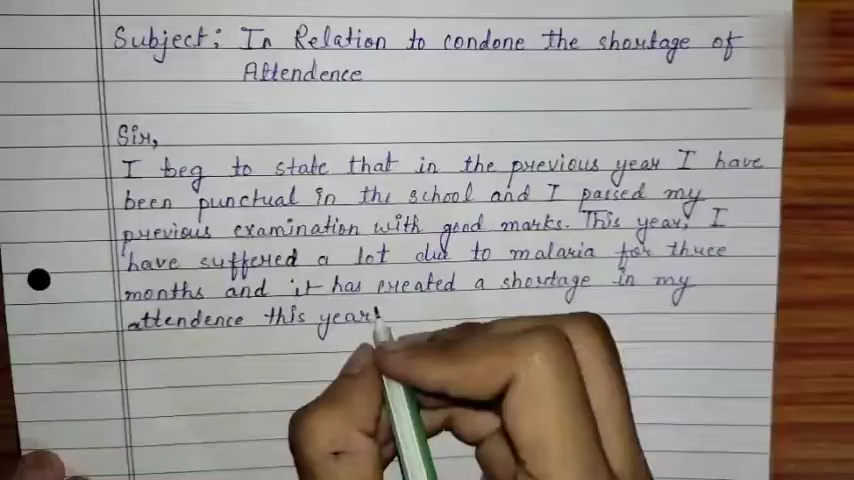 Subject: In Relation to condone the shortage of
Attendence
Sir,
I beg to state that in the previous year I have
been punctual in the school and I passed my
previous examination with good marks. This year, I
have suffered a lot due to malaria for three
months and it has created a shortage in my
attendence this year